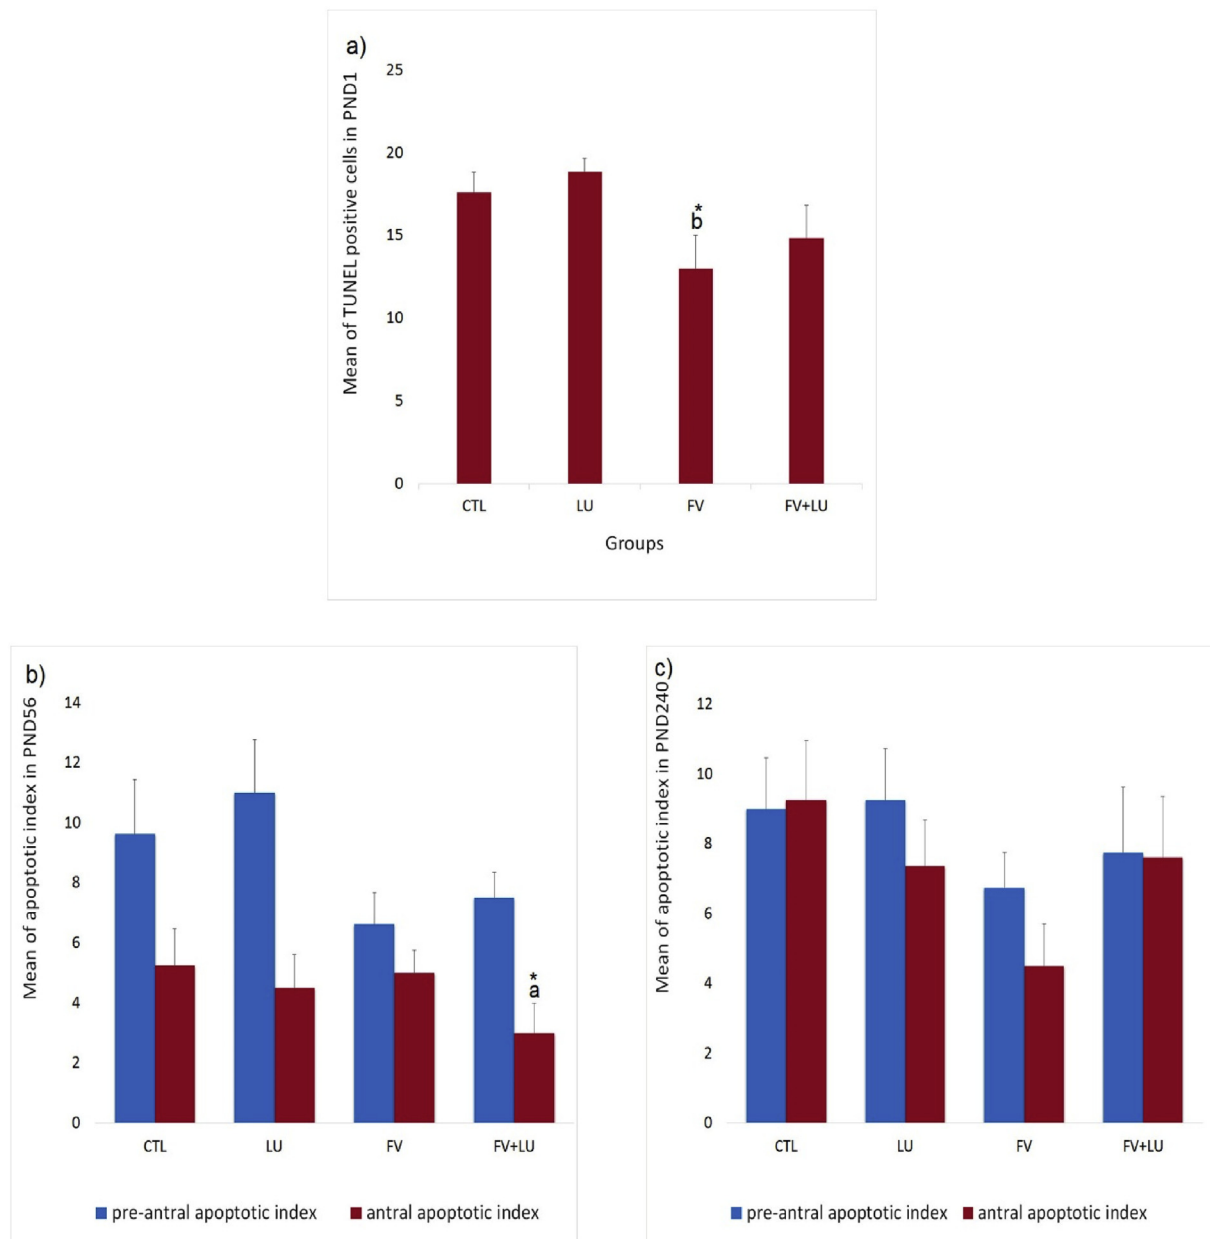 a)
Mean of TUNEL positive cells in PND1
25
20
15
10
5
0
*
b
CTL LU FV FV+LU
Groups
b)
Mean of apoptotic index in PND56
14
12
10
8
6
4
2
0
*
a
CTL LU FV FV+LU
pre-antral apoptotic index antral apoptotic index
c)
Mean of apoptotic index in PND240
12
10
8
6
4
2
0
CTL LU FV FV+LU
pre-antral apoptotic index antral apoptotic index